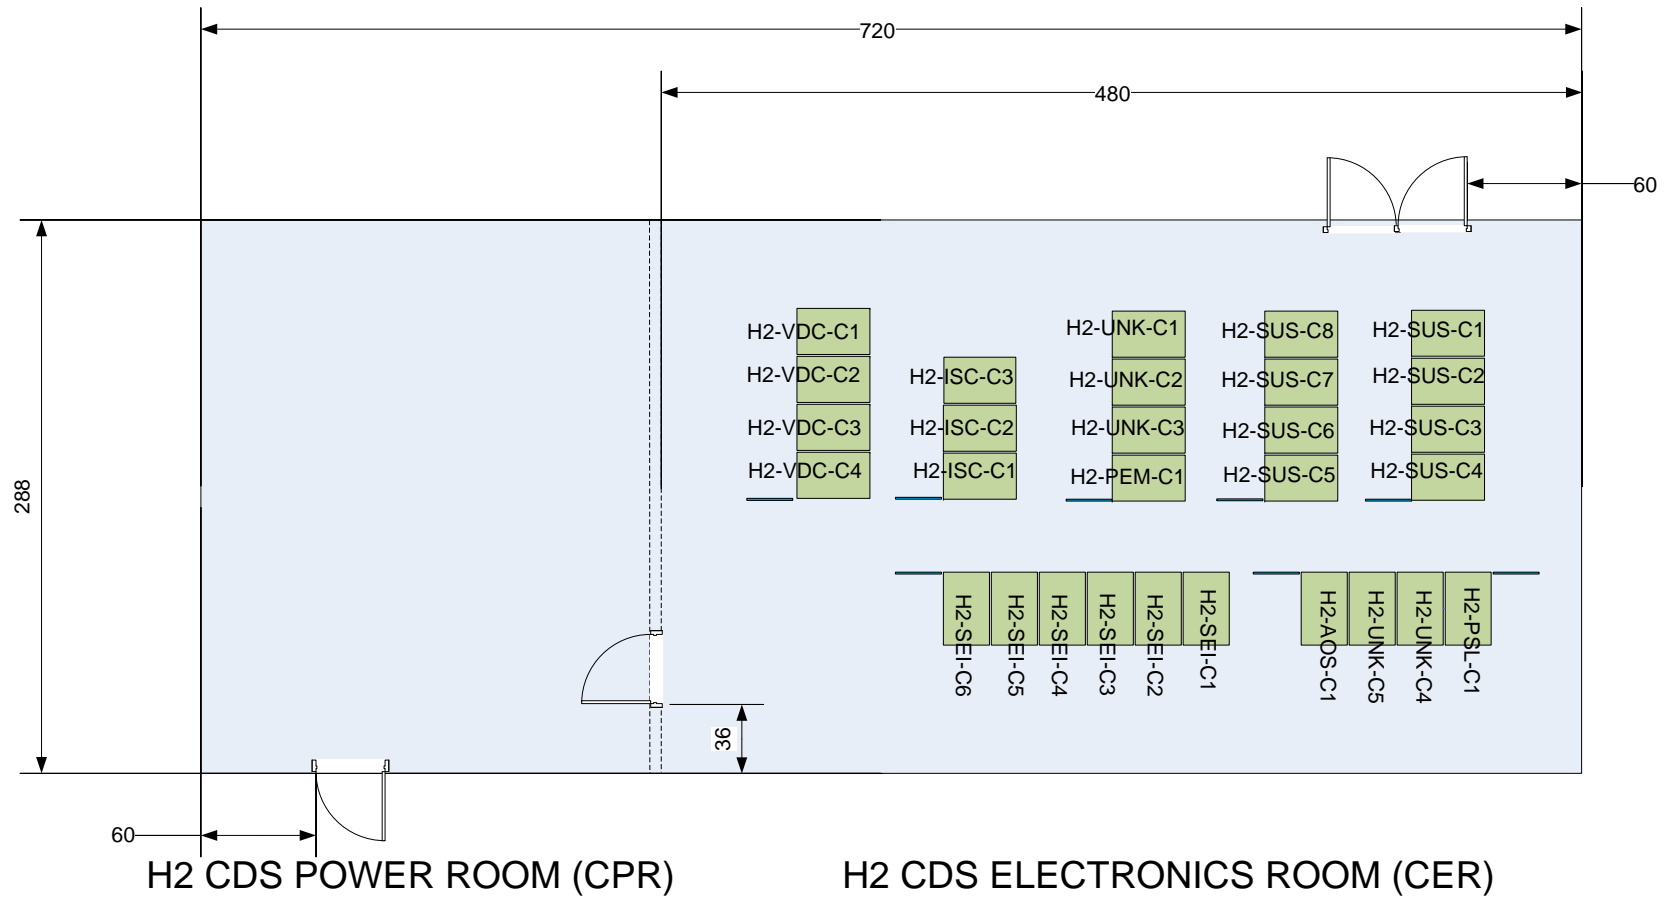 720
480
60
288
H2-VDC-C1
H2-VDC-C2
H2-VDC-C3
H2-VDC-C4
H2-ISC-C3
H2-ISC-C2
H2-ISC-C1
H2-UNK-C1
H2-UNK-C2
H2-UNK-C3
H2-PEM-C1
H2-SUS-C8
H2-SUS-C7
H2-SUS-C6
H2-SUS-C5
H2-SUS-C1
H2-SUS-C2
H2-SUS-C3
H2-SUS-C4
H2-SEI-C6
H2-SEI-C5
H2-SEI-C4
H2-SEI-C3
H2-SEI-C2
H2-SEI-C1
H2-AOS-C1
H2-UNK-C5
H2-UNK-C4
H2-PSL-C1
36
60
H2 CDS POWER ROOM (CPR)
H2 CDS ELECTRONICS ROOM (CER)